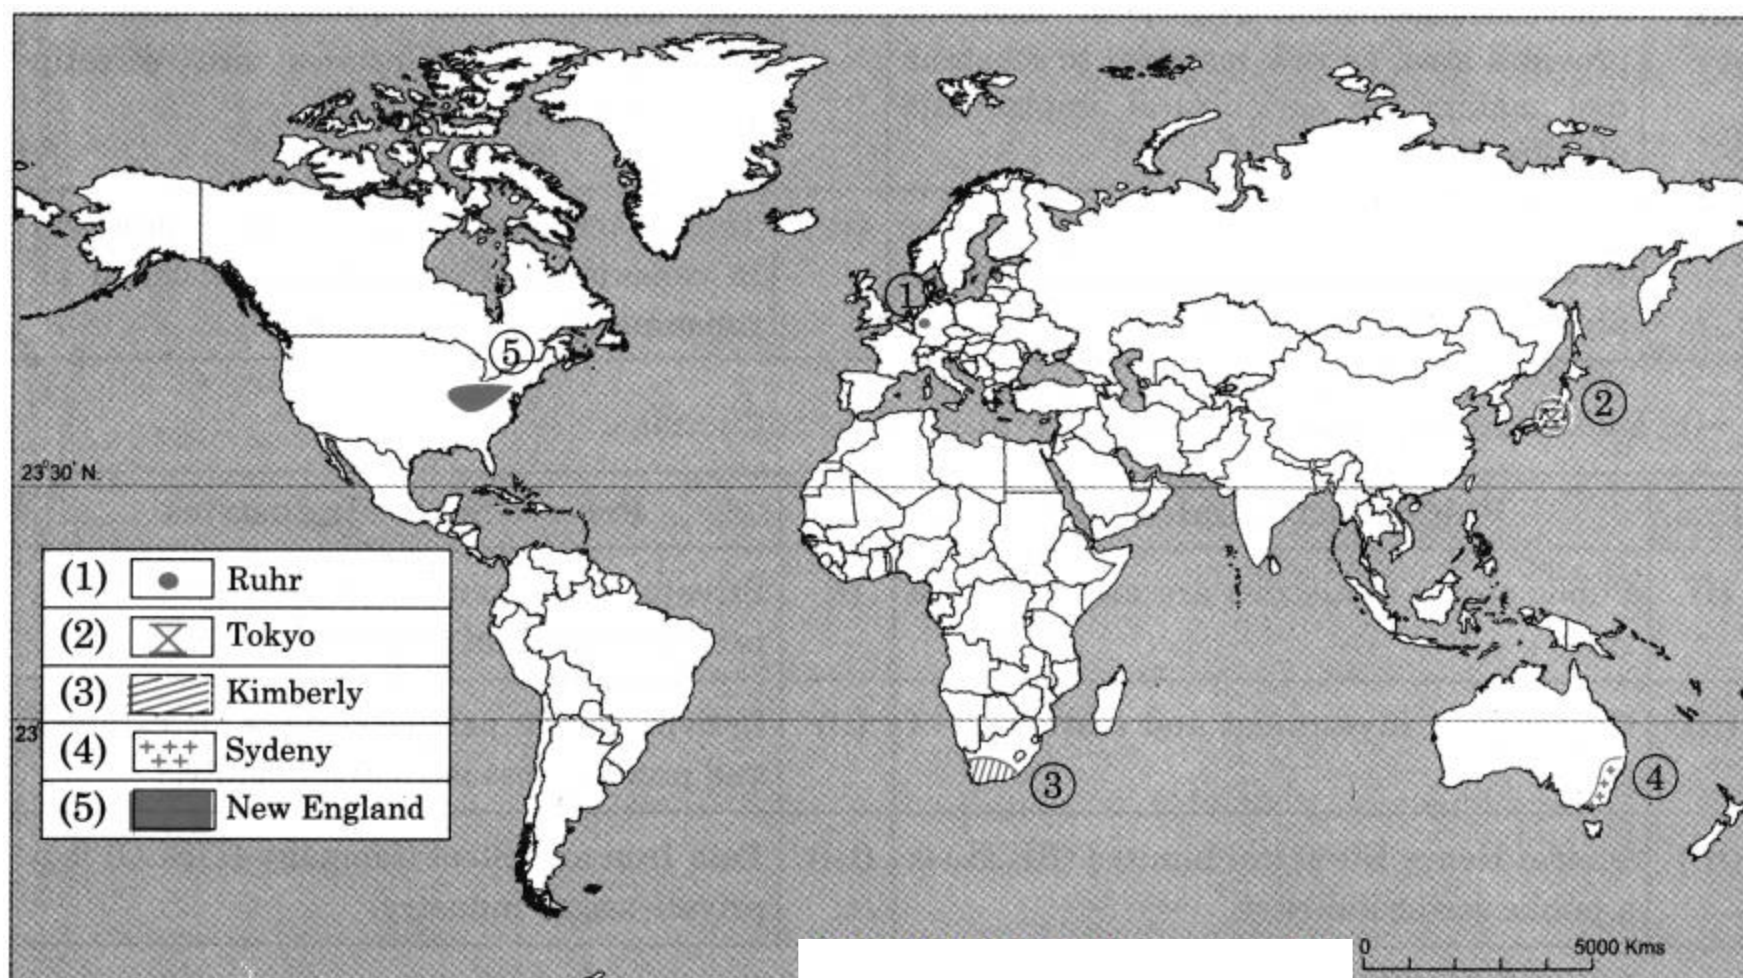 ①
⑤
②
23°30' N.
(1) Ruhr
(2) Tokyo
(3) Kimberly
23
(4) Sydeny
③
④
(5) New England
0 5000 Kms